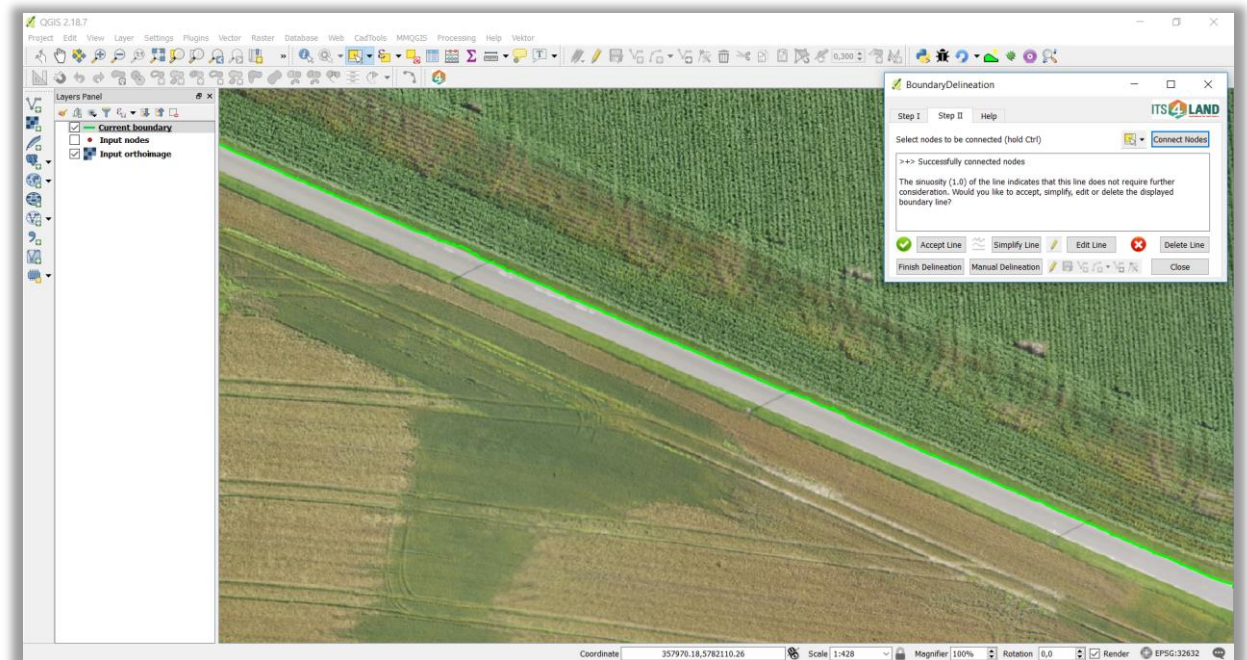 QGIS 2.18.7
Project Edit View Layer Settings Plugins Vector Raster Database Web CadTools MMQGIS Processing Help Vektor
0,300
Layers Panel
Current boundary
Input nodes
Input orthoimage
BoundaryDelineation
ITS4LAND
Step I Step II Help
Select nodes to be connected (hold Ctrl) Connect Nodes
>+> Successfully connected nodes
The sinuosity (1.0) of the line indicates that this line does not require further
consideration. Would you like to accept, simplify, edit or delete the displayed
boundary line?
Accept Line Simplify Line Edit Line Delete Line
Finish Delineation Manual Delineation Close
Coordinate 357970.18,5782110.26 Scale 1:428 Magnifier 100% Rotation 0,0 Render EPSG:32632